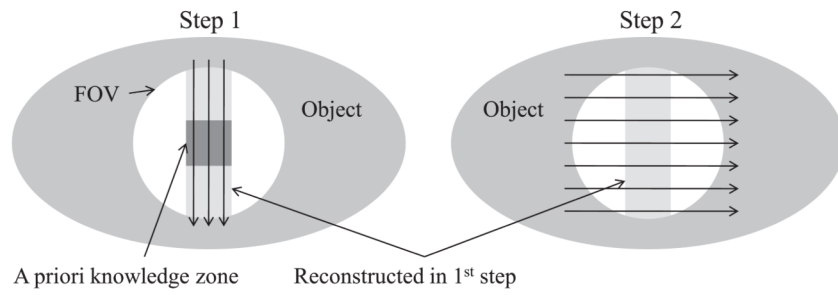 Step 1
Step 2
FOV
Object
Object
A priori knowledge zone
Reconstructed in 1st step